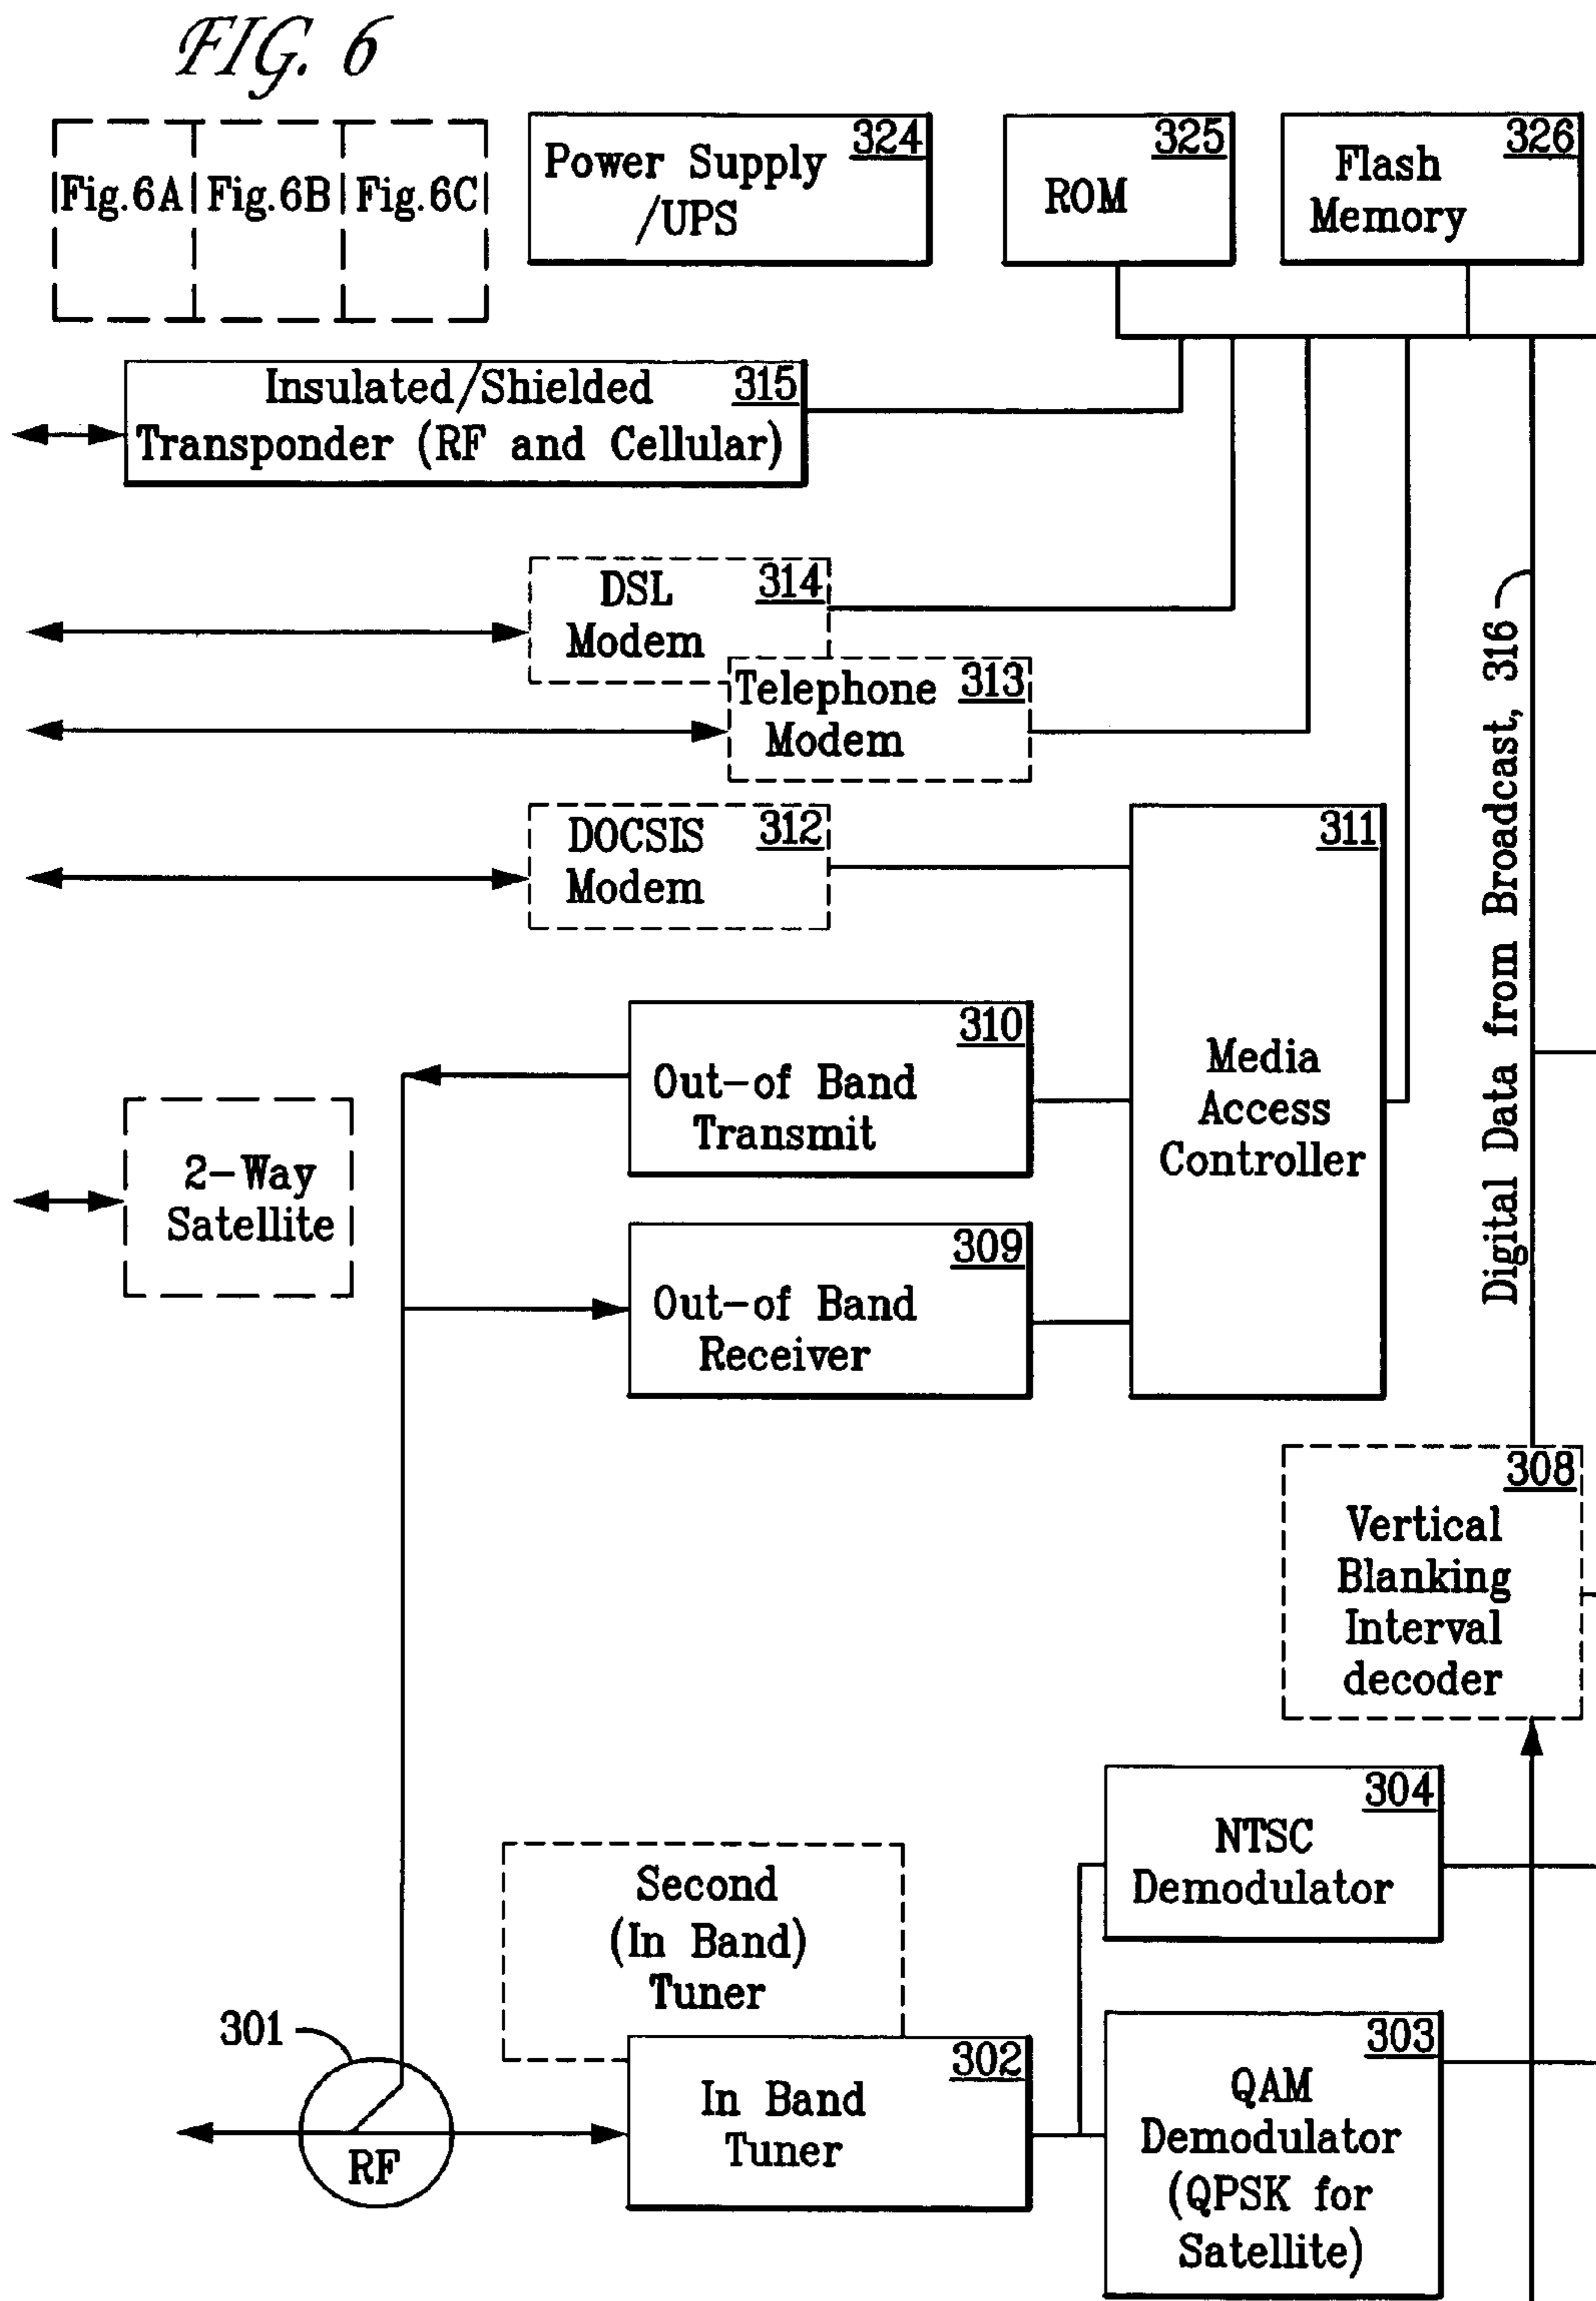 FIG. 6
Fig.6A Fig.6B Fig.6C
324
Power Supply
/UPS
325
ROM
326
Flash
Memory
Insulated/Shielded 315
Transponder (RF and Cellular)
DSL 314
Modem
Telephone 313
Modem
DOCSIS 312
Modem
311
Media
Access
Controller
Digital Data from Broadcast, 316
310
Out-of Band
Transmit
2-Way
Satellite
309
Out-of Band
Receiver
308
Vertical
Blanking
Interval
decoder
304
NTSC
Demodulator
Second
(In Band)
Tuner
301
RF
302
In Band
Tuner
303
QAM
Demodulator
(QPSK for
Satellite)